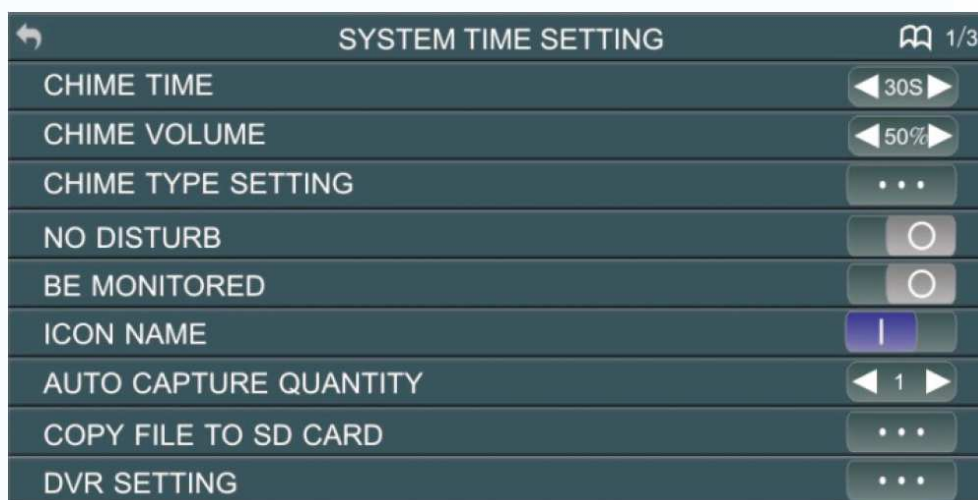 SYSTEM TIME SETTING 1/3
CHIME TIME 30S
CHIME VOLUME 50%
CHIME TYPE SETTING
NO DISTURB
BE MONITORED
ICON NAME
AUTO CAPTURE QUANTITY 1
COPY FILE TO SD CARD
DVR SETTING